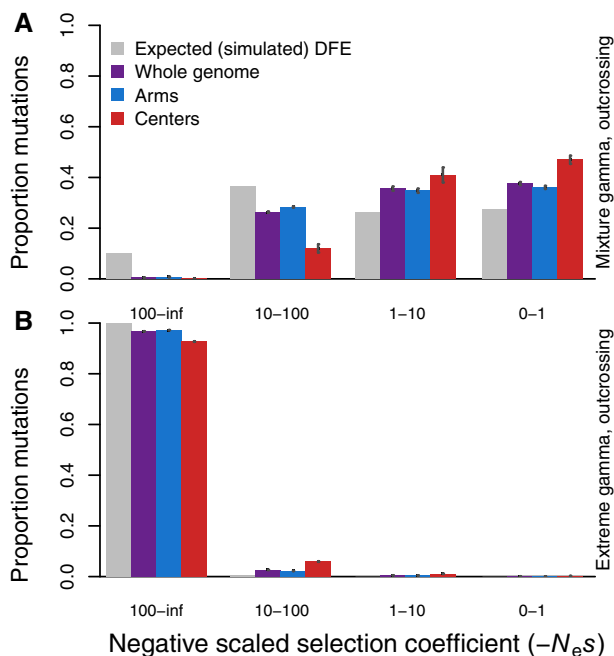 A
Expected (simulated) DFE
Whole genome
Arms
Centers
Proportion mutations
1.0
0.8
0.6
0.4
0.2
0.0
100–inf
10–100
1–10
0–1
Mixture gamma, outcrossing
B
Proportion mutations
1.0
0.8
0.6
0.4
0.2
0.0
100–inf
10–100
1–10
0–1
Extreme gamma, outcrossing
Negative scaled selection coefficient (−Nes)